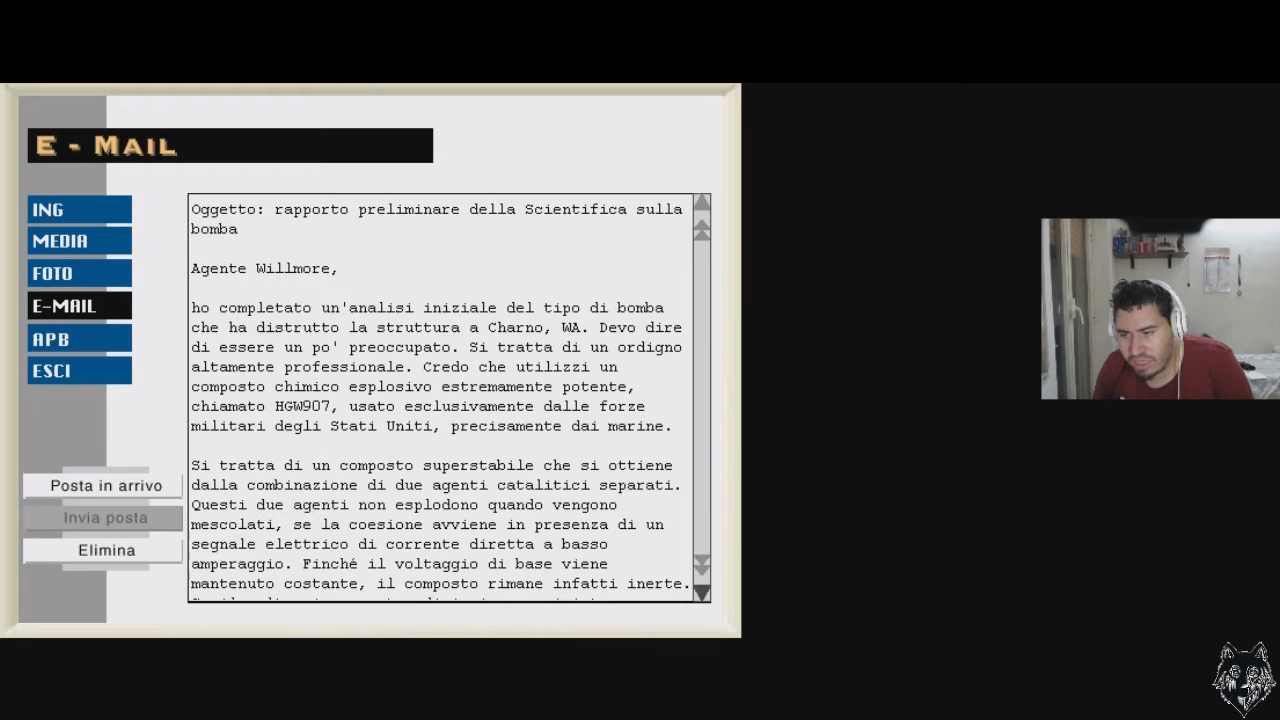 E - MAIL
ING
MEDIA
FOTO
E-MAIL
APB
ESCI
Posta in arrivo
Invia posta
Elimina
Oggetto: rapporto preliminare della Scientifica sulla
bomba
Agente Willmore,
ho completato un'analisi iniziale del tipo di bomba
che ha distrutto la struttura a Charno, WA. Devo dire
di essere un po' preoccupato. Si tratta di un ordigno
altamente professionale. Credo che utilizzi un
composto chimico esplosivo estremamente potente,
chiamato HGW907, usato esclusivamente dalle forze
militari degli Stati Uniti, precisamente dai marine.
Si tratta di un composto superstabile che si ottiene
dalla combinazione di due agenti catalitici separati.
Questi due agenti non esplodono quando vengono
mescolati, se la coesione avviene in presenza di un
segnale elettrico di corrente diretta a basso
amperaggio. Finché il voltaggio di base viene
mantenuto costante, il composto rimane infatti inerte.